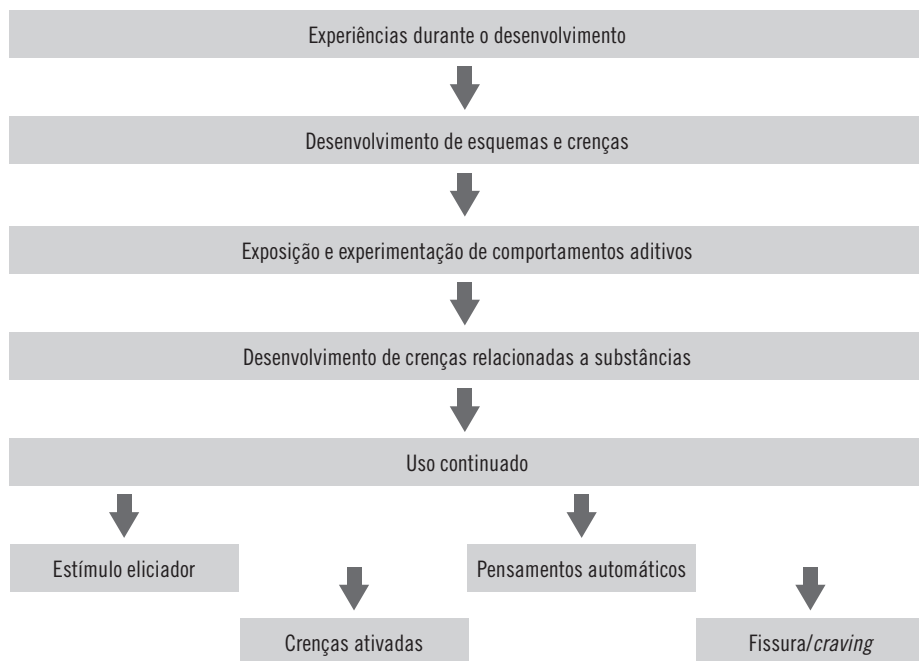 Experiências durante o desenvolvimento
Desenvolvimento de esquemas e crenças
Exposição e experimentação de comportamentos aditivos
Desenvolvimento de crenças relacionadas a substâncias
Uso continuado
Estímulo eliciador
Pensamentos automáticos
Crenças ativadas
Fissura/craving